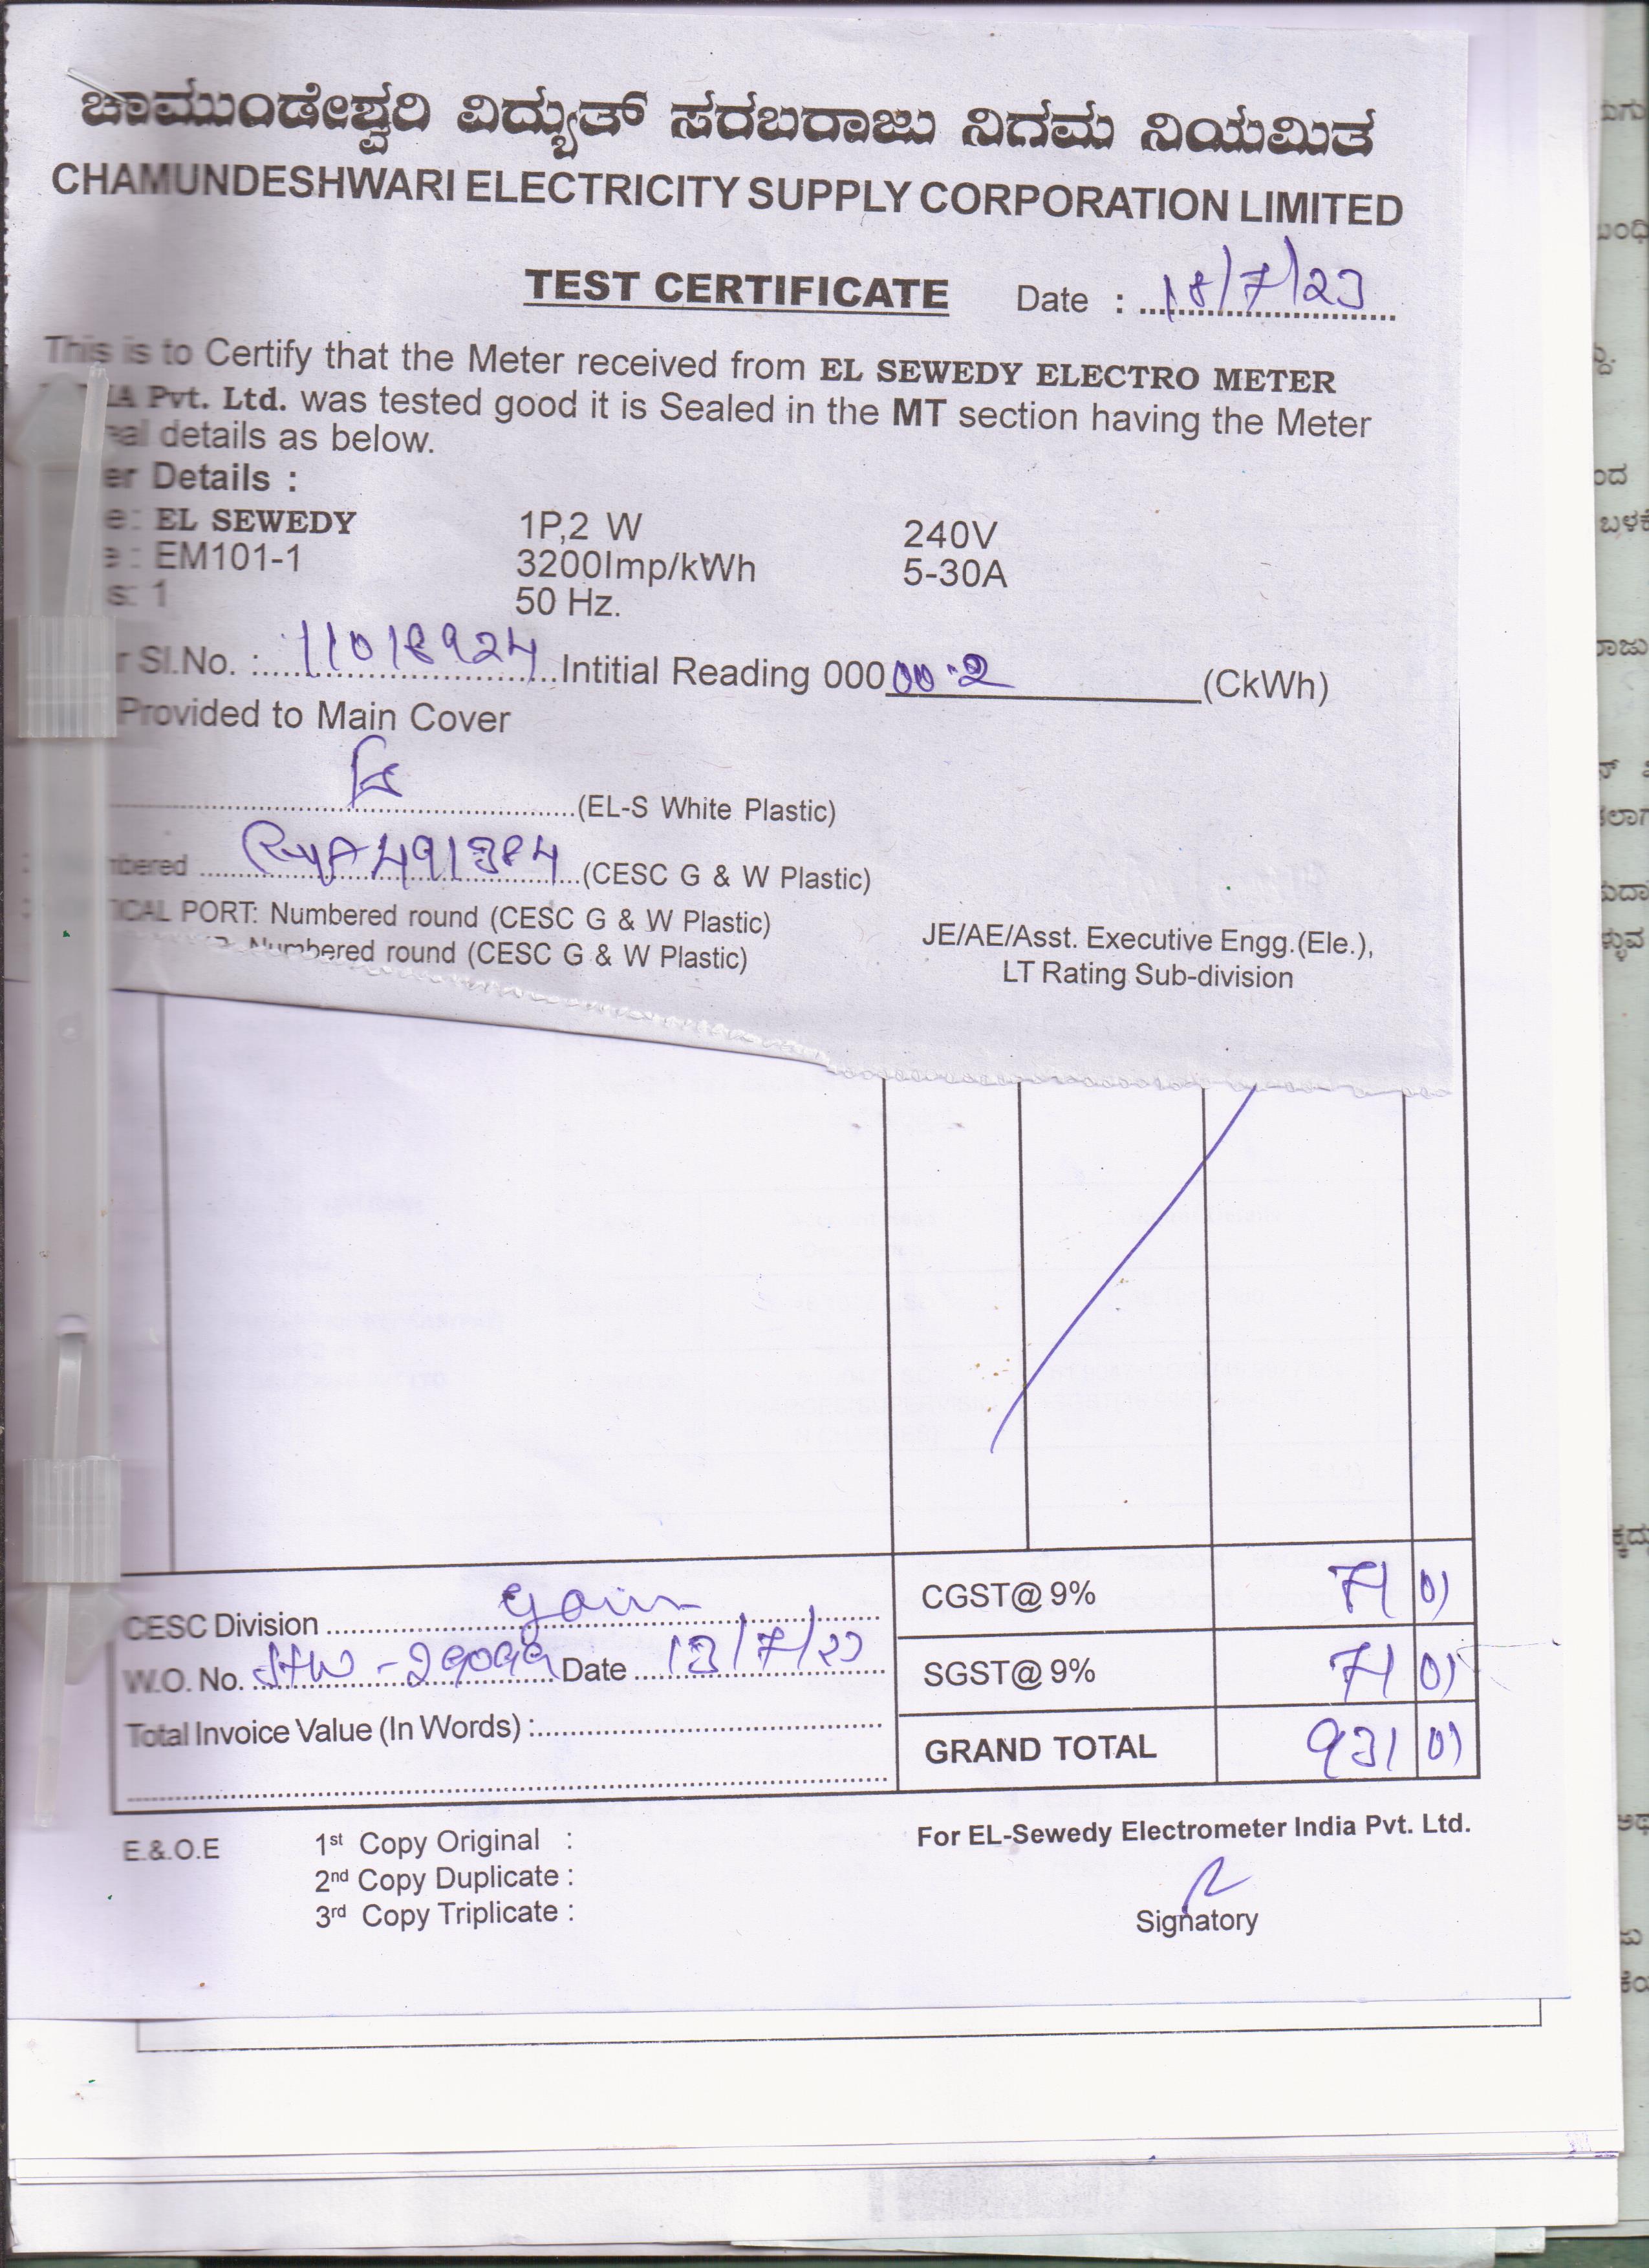 ಚಾಮುಂಡೇಶ್ವರಿ ವಿದ್ಯುತ್ ಸರಬರಾಜು ನಿಗಮ ನಿಯಮಿತ
CHAMUNDESHWARI ELECTRICITY SUPPLY CORPORATION LIMITED
TEST CERTIFICATE Date : 18/7/23
This is to Certify that the Meter received from EL SEWEDY ELECTRO METER
Pvt. Ltd. was tested good it is Sealed in the MT section having the Meter
details as below.
Details :
EL SEWEDY 1P,2 W 240V
EM101-1 3200Imp/kWh 5-30A
1 50 Hz.
Sl.No. : 11018924 Intitial Reading 000 00.2 (CkWh)
Provided to Main Cover
(EL-S White Plastic)
491384 (CESC G & W Plastic)
PORT: Numbered round (CESC G & W Plastic)
Numbered round (CESC G & W Plastic)
JE/AE/Asst. Executive Engg.(Ele.),
LT Rating Sub-division
CGST@ 9% 71 01
CESC Division
W.O. No. Date 13/7/23
SGST@ 9% 71 01
Total Invoice Value (In Words) :
GRAND TOTAL 931 01
E.&.O.E 1st Copy Original :
2nd Copy Duplicate :
3rd Copy Triplicate :
For EL-Sewedy Electrometer India Pvt. Ltd.
Signatory